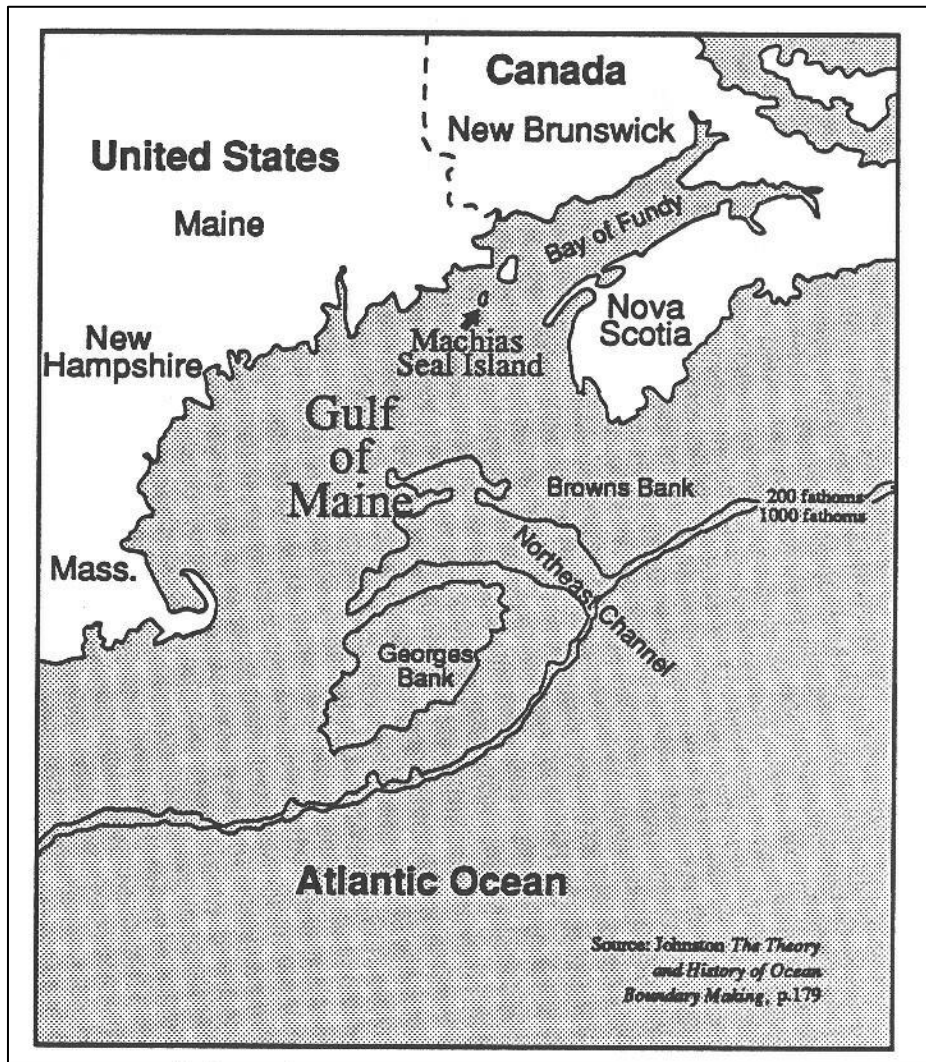 Canada
New Brunswick
United States
Maine
Bay of Fundy
Nova
Scotia
Machias
Seal Island
New
Hampshire
Gulf
of
Maine
Browns Bank
200 fathoms
1000 fathoms
Mass.
Northeast Channel
Georges
Bank
Atlantic Ocean
Source: Johnston The Theory
and History of Ocean
Boundary Making, p.179